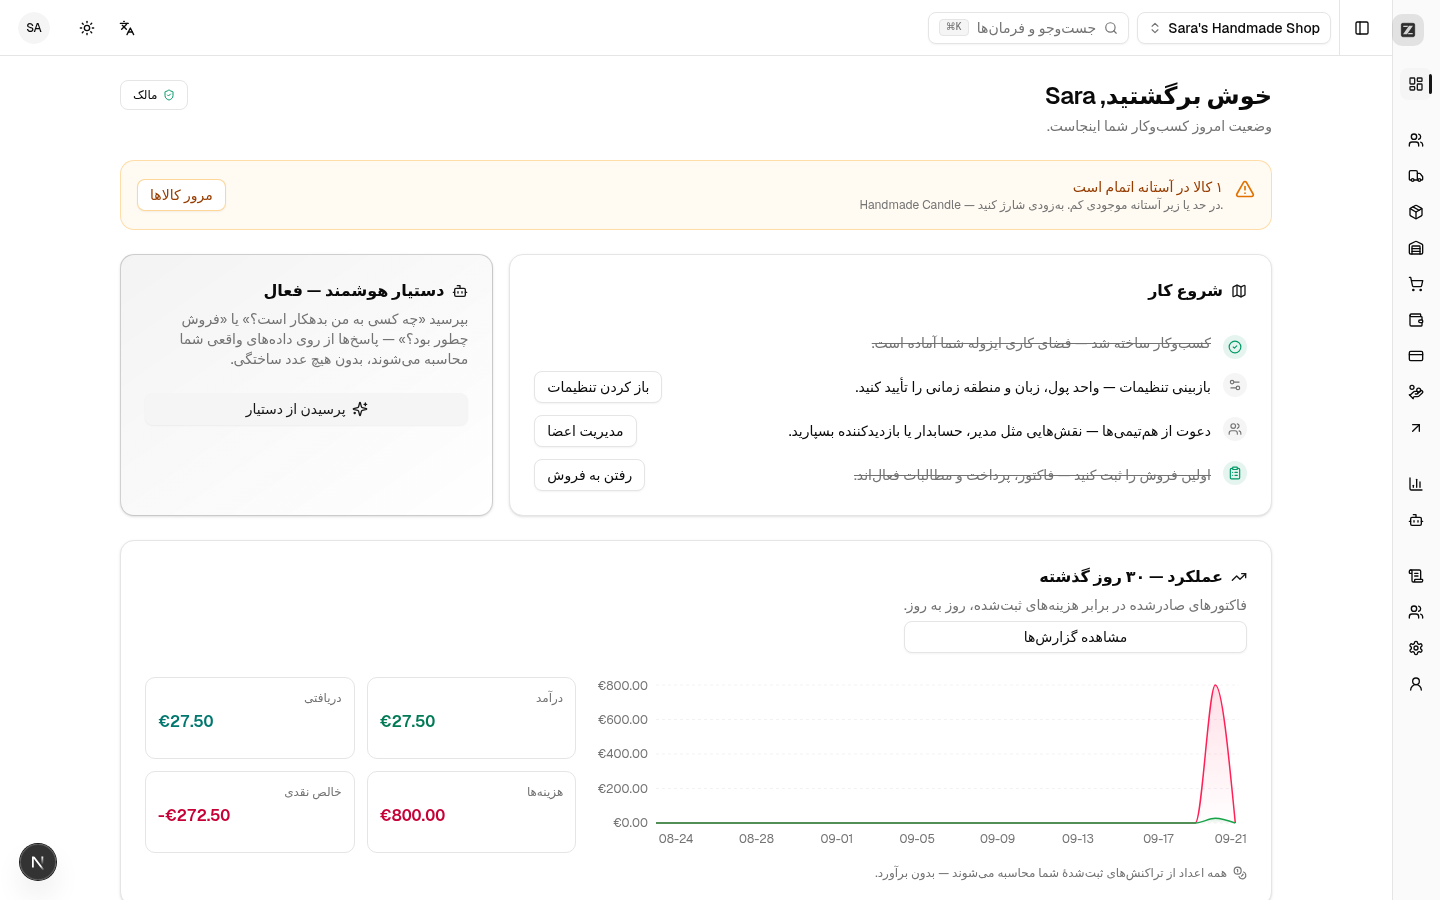 Sara's Handmade Shop
جست‌وجو و فرمان‌ها
⌘K
SA
خوش برگشتید, Sara
وضعیت امروز کسب‌وکار شما اینجاست.
مالک
۱ کالا در آستانه اتمام است
Handmade Candle — در حد یا زیر آستانه موجودی کم. به‌زودی شارژ کنید.
مرور کالاها
شروع کار
کسب‌وکار ساخته شد — فضای کاری ایزوله شما آماده است.
بازبینی تنظیمات — واحد پول، زبان و منطقه زمانی را تأیید کنید.
باز کردن تنظیمات
دعوت از هم‌تیمی‌ها — نقش‌هایی مثل مدیر، حسابدار یا بازدیدکننده بسپارید.
مدیریت اعضا
اولین فروش را ثبت کنید — فاکتور، پرداخت و مطالبات فعال‌اند.
رفتن به فروش
دستیار هوشمند — فعال
بپرسید «چه کسی به من بدهکار است؟» یا «فروش
چطور بود؟» — پاسخ‌ها از روی داده‌های واقعی شما
محاسبه می‌شوند، بدون هیچ عدد ساختگی.
پرسیدن از دستیار
عملکرد — ۳۰ روز گذشته
فاکتورهای صادرشده در برابر هزینه‌های ثبت‌شده، روز به روز.
مشاهده گزارش‌ها
€800.00
€600.00
€400.00
€200.00
€0.00
08-24 08-28 09-01 09-05 09-09 09-13 09-17 09-21
درآمد
€27.50
دریافتی
€27.50
هزینه‌ها
€800.00
خالص نقدی
-€272.50
همه اعداد از تراکنش‌های ثبت‌شدهٔ شما محاسبه می‌شوند — بدون برآورد.